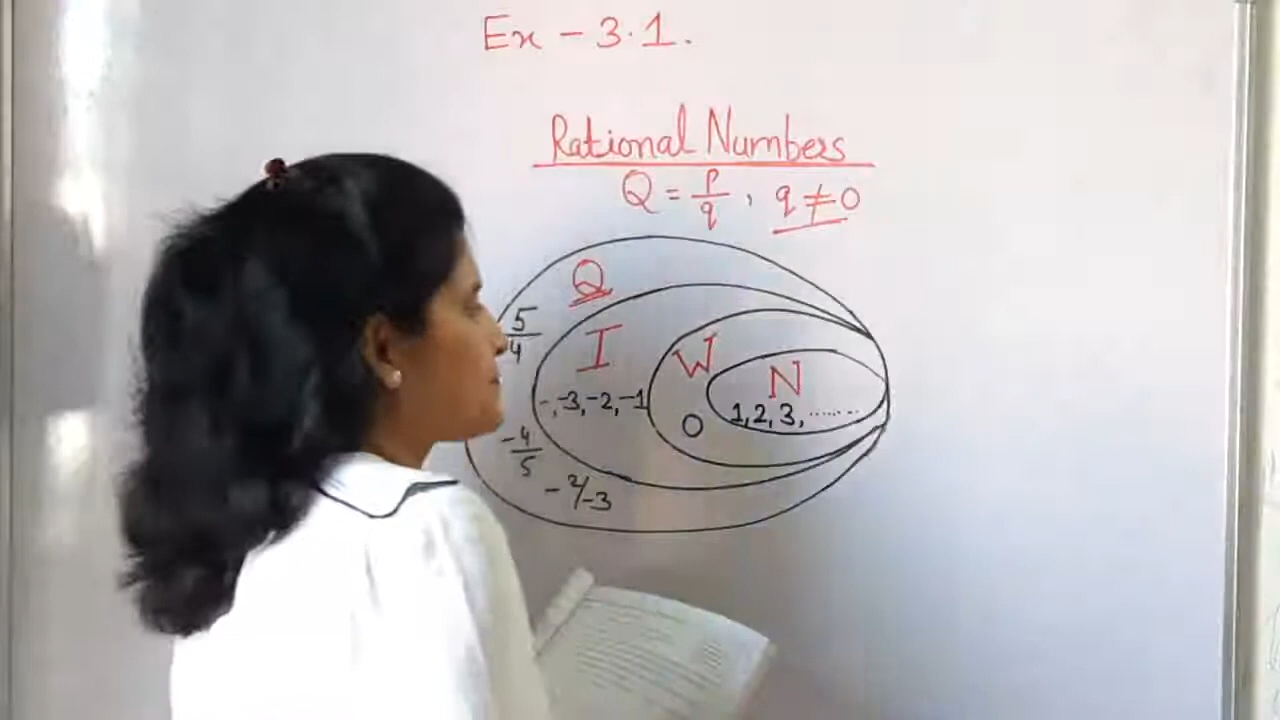 Ex - 3.1.
Rational Numbers
Q = p/q , q ≠ 0
Q
5/4
I
W
N
-,-3,-2,-1
0
1,2,3,........
-4/5
-2/-3